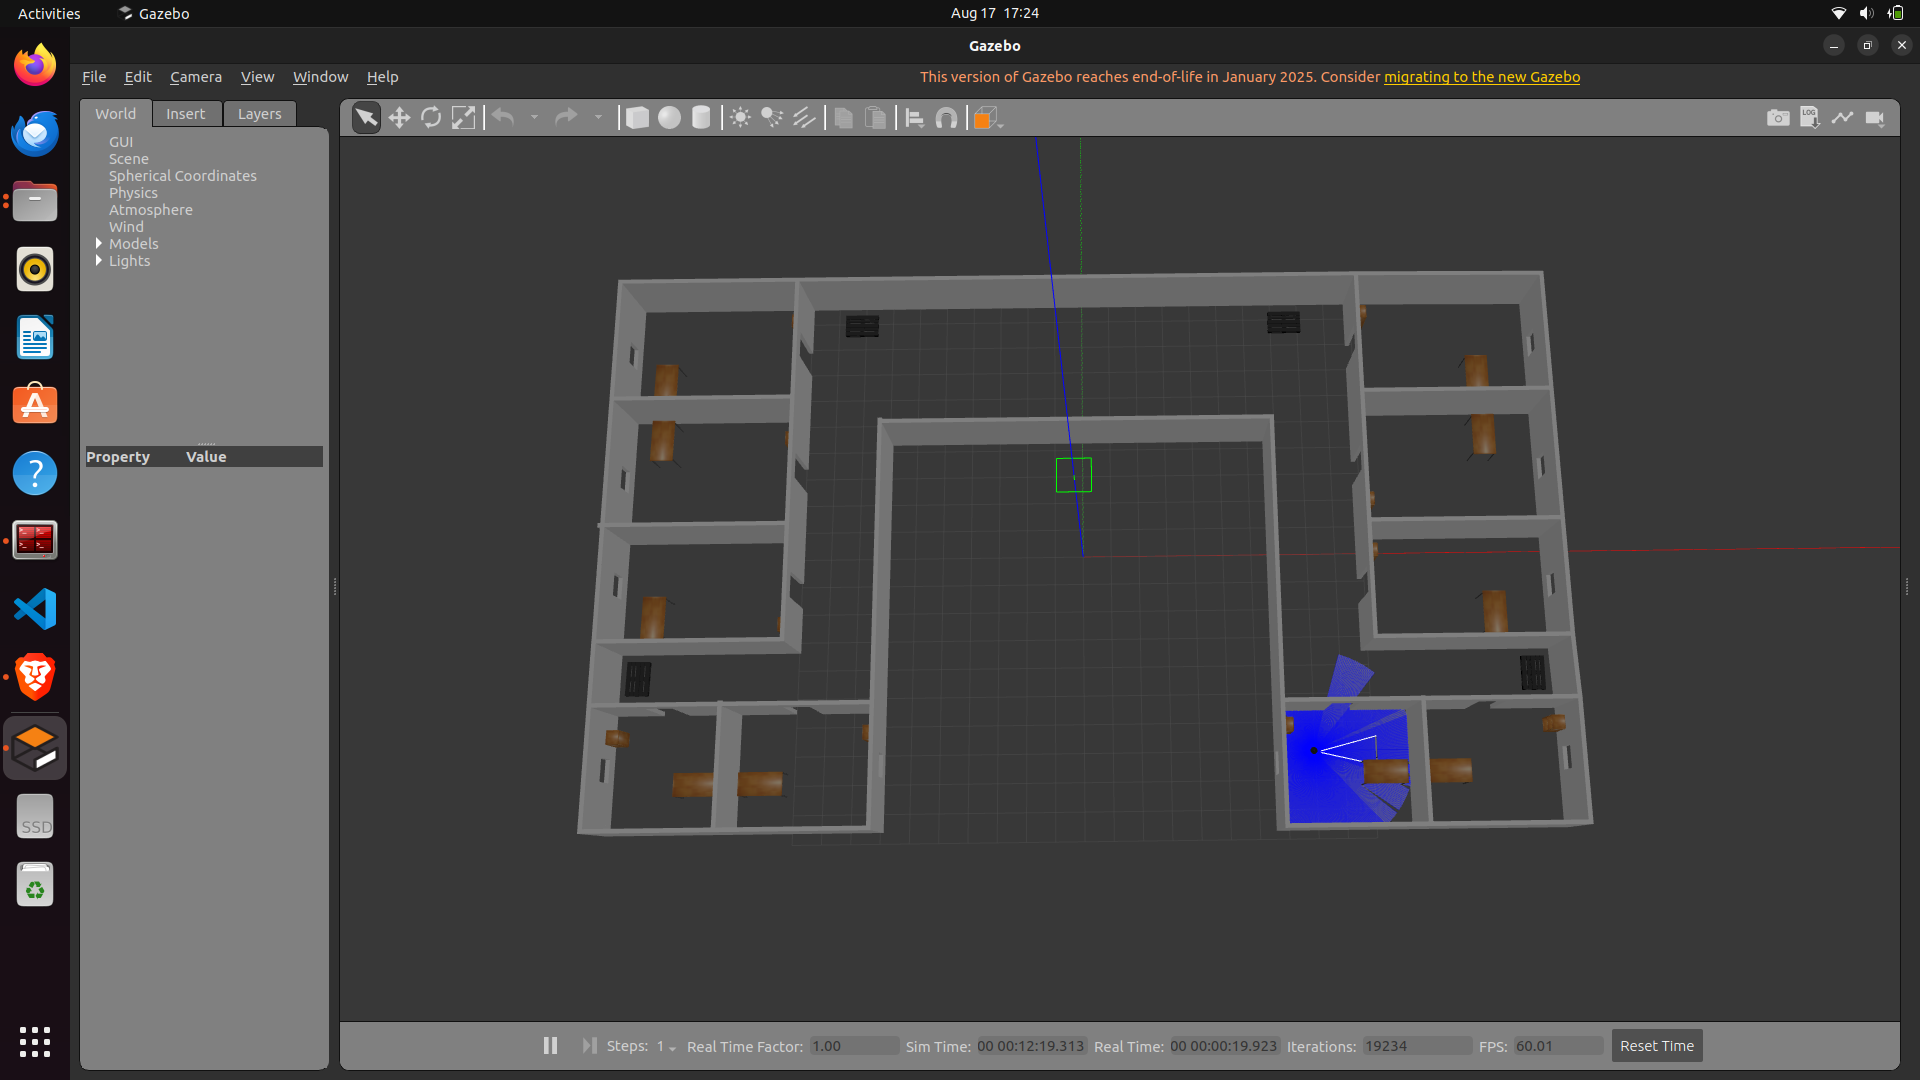 Activities Gazebo Aug 17 17:24
Gazebo
File Edit Camera View Window Help This version of Gazebo reaches end-of-life in January 2025. Consider migrating to the new Gazebo
World Insert Layers
LOG
GUI
Scene
Spherical Coordinates
Physics
Atmosphere
Wind
Models
Lights
Property Value
SSD
Steps: 1 Real Time Factor: 1.00 Sim Time: 00 00:12:19.313 Real Time: 00 00:00:19.923 Iterations: 19234 FPS: 60.01 Reset Time